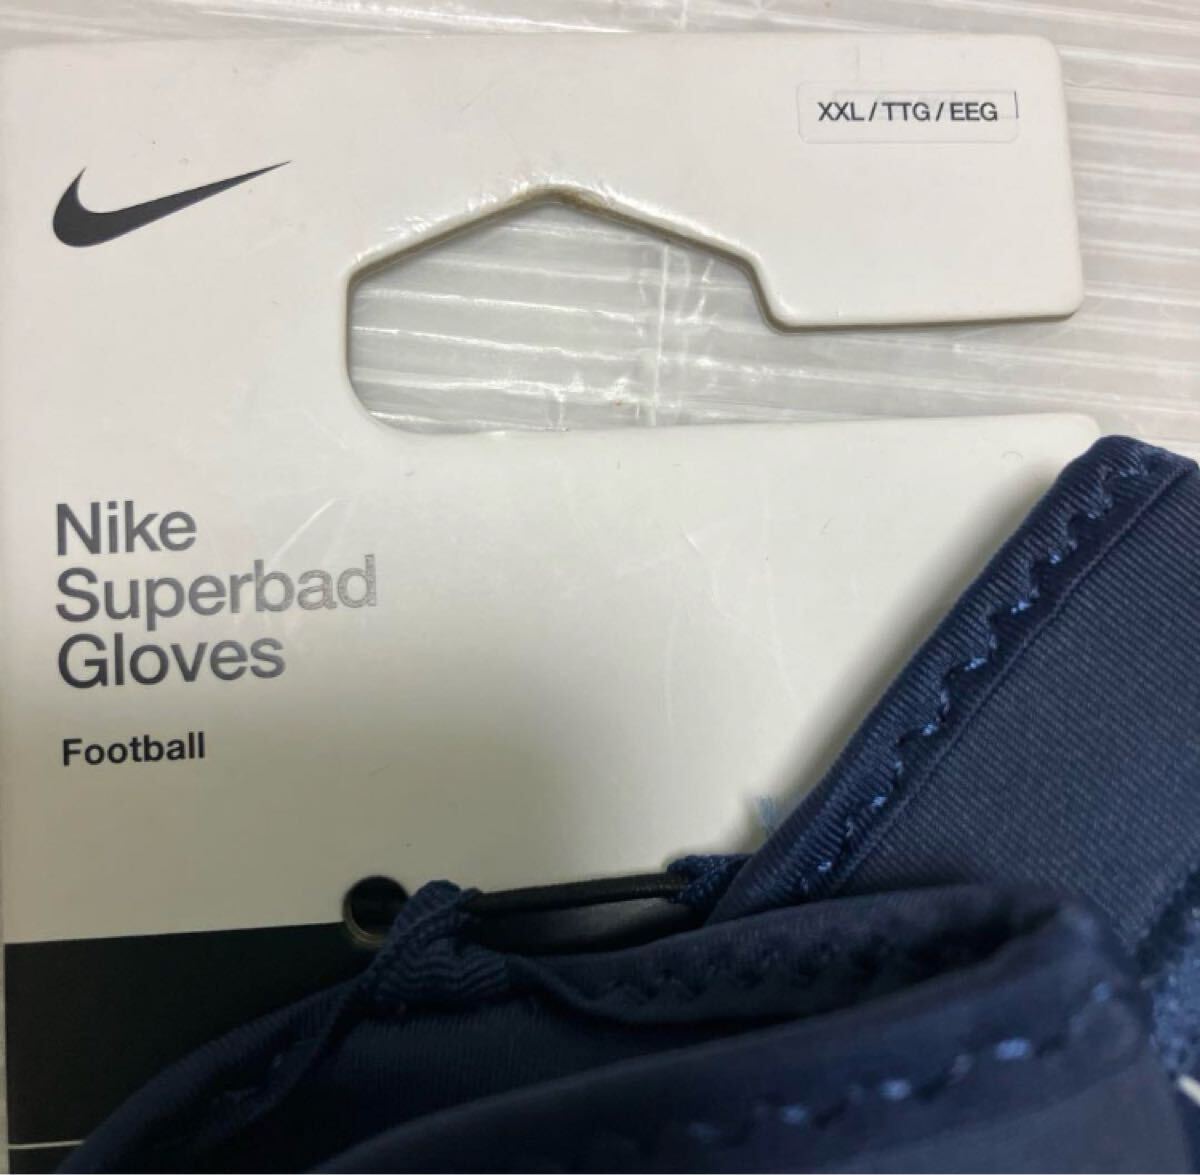 XXL / TTG / EEG
Nike
Superbad
Gloves
Football